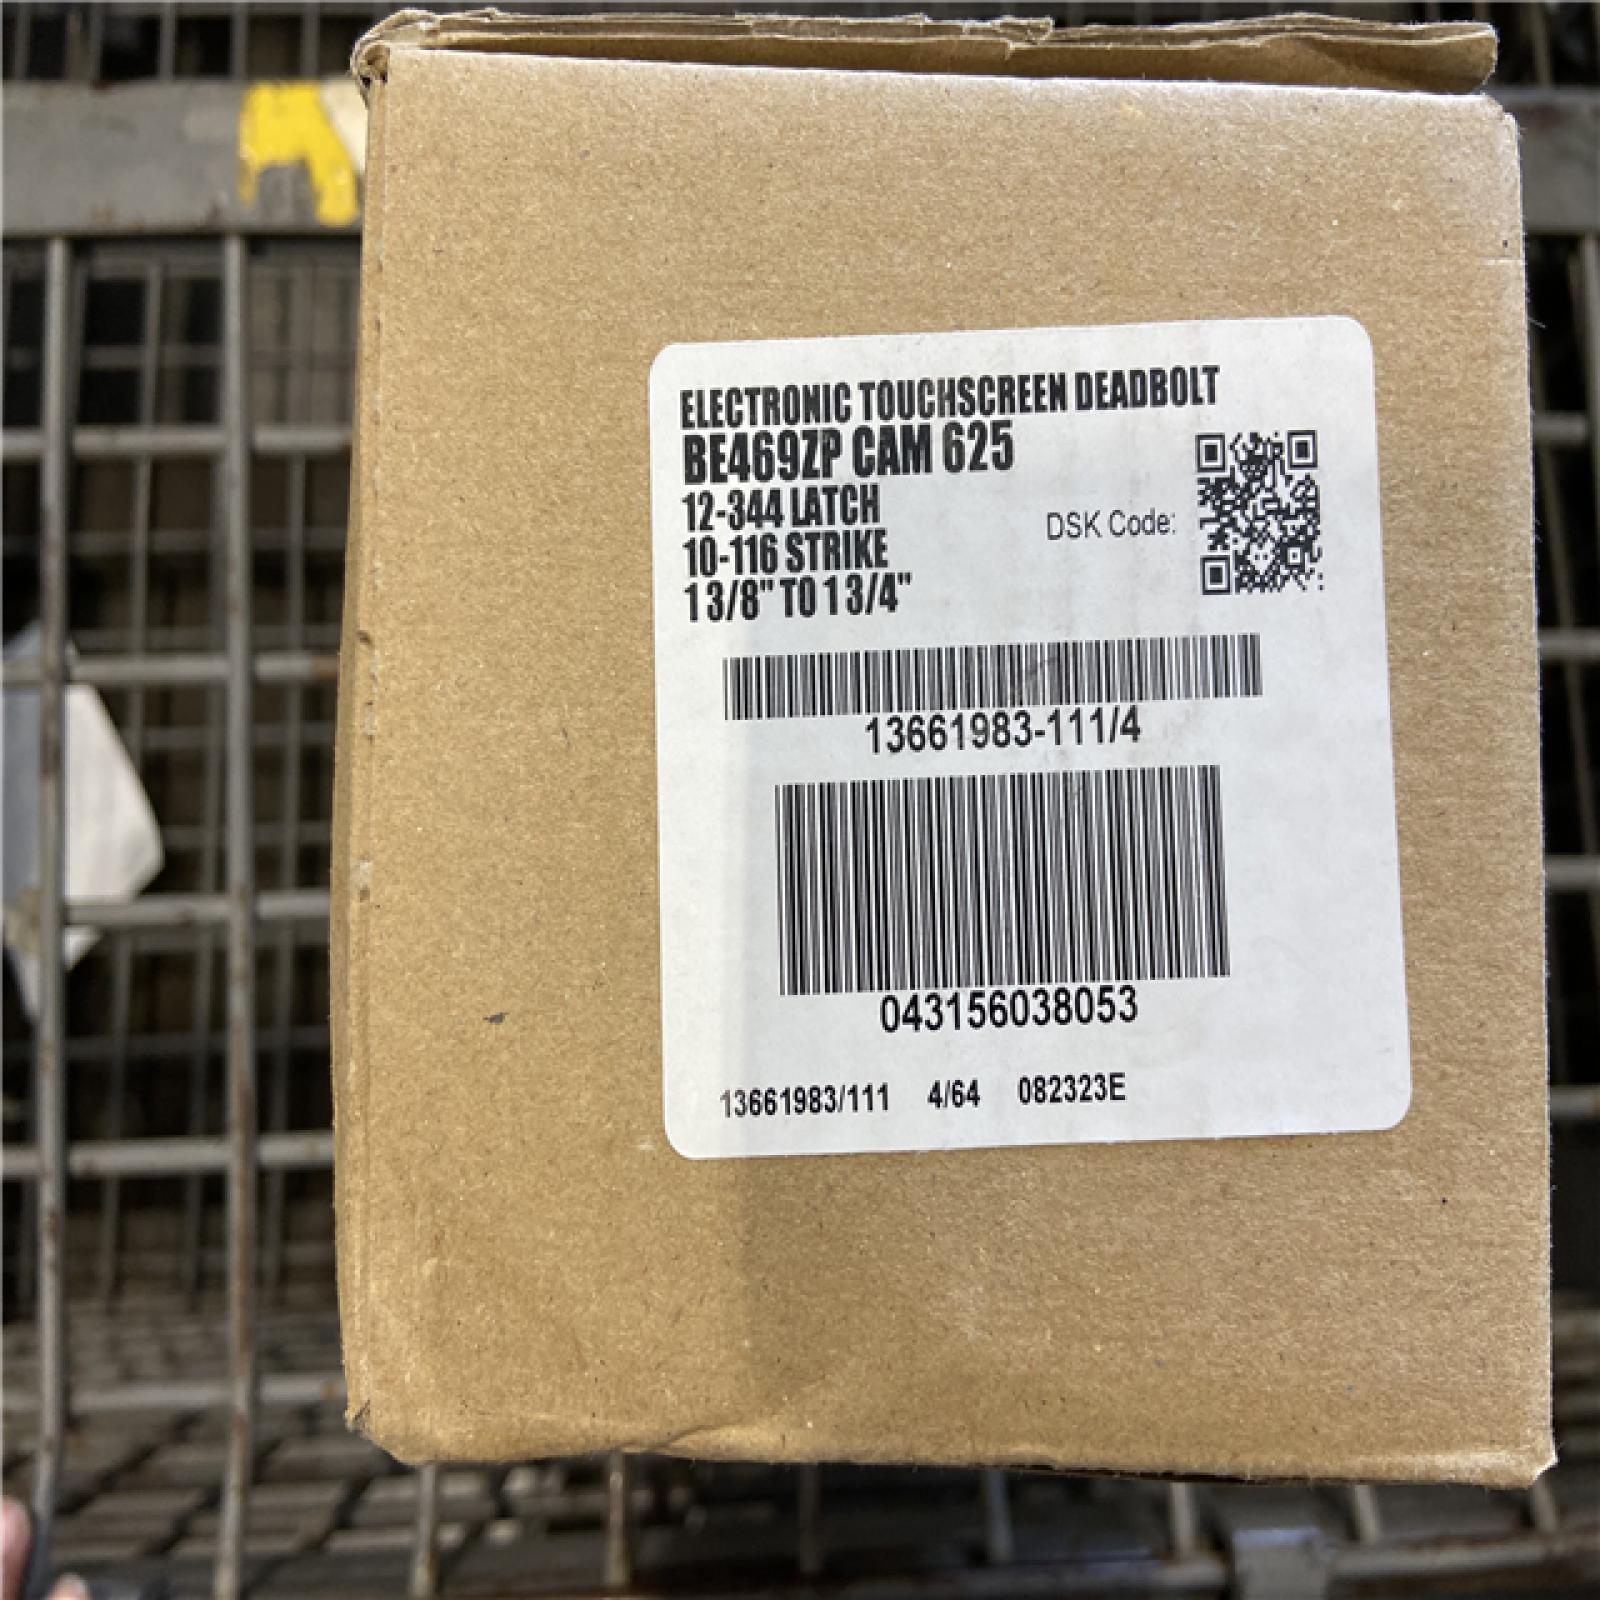 ELECTRONIC TOUCHSCREEN DEADBOLT
BE469ZP CAM 625
12-344 LATCH
10-116 STRIKE
1 3/8" TO 1 3/4"
DSK Code:
13661983-111/4
043156038053
13661983/111 4/64 082323E